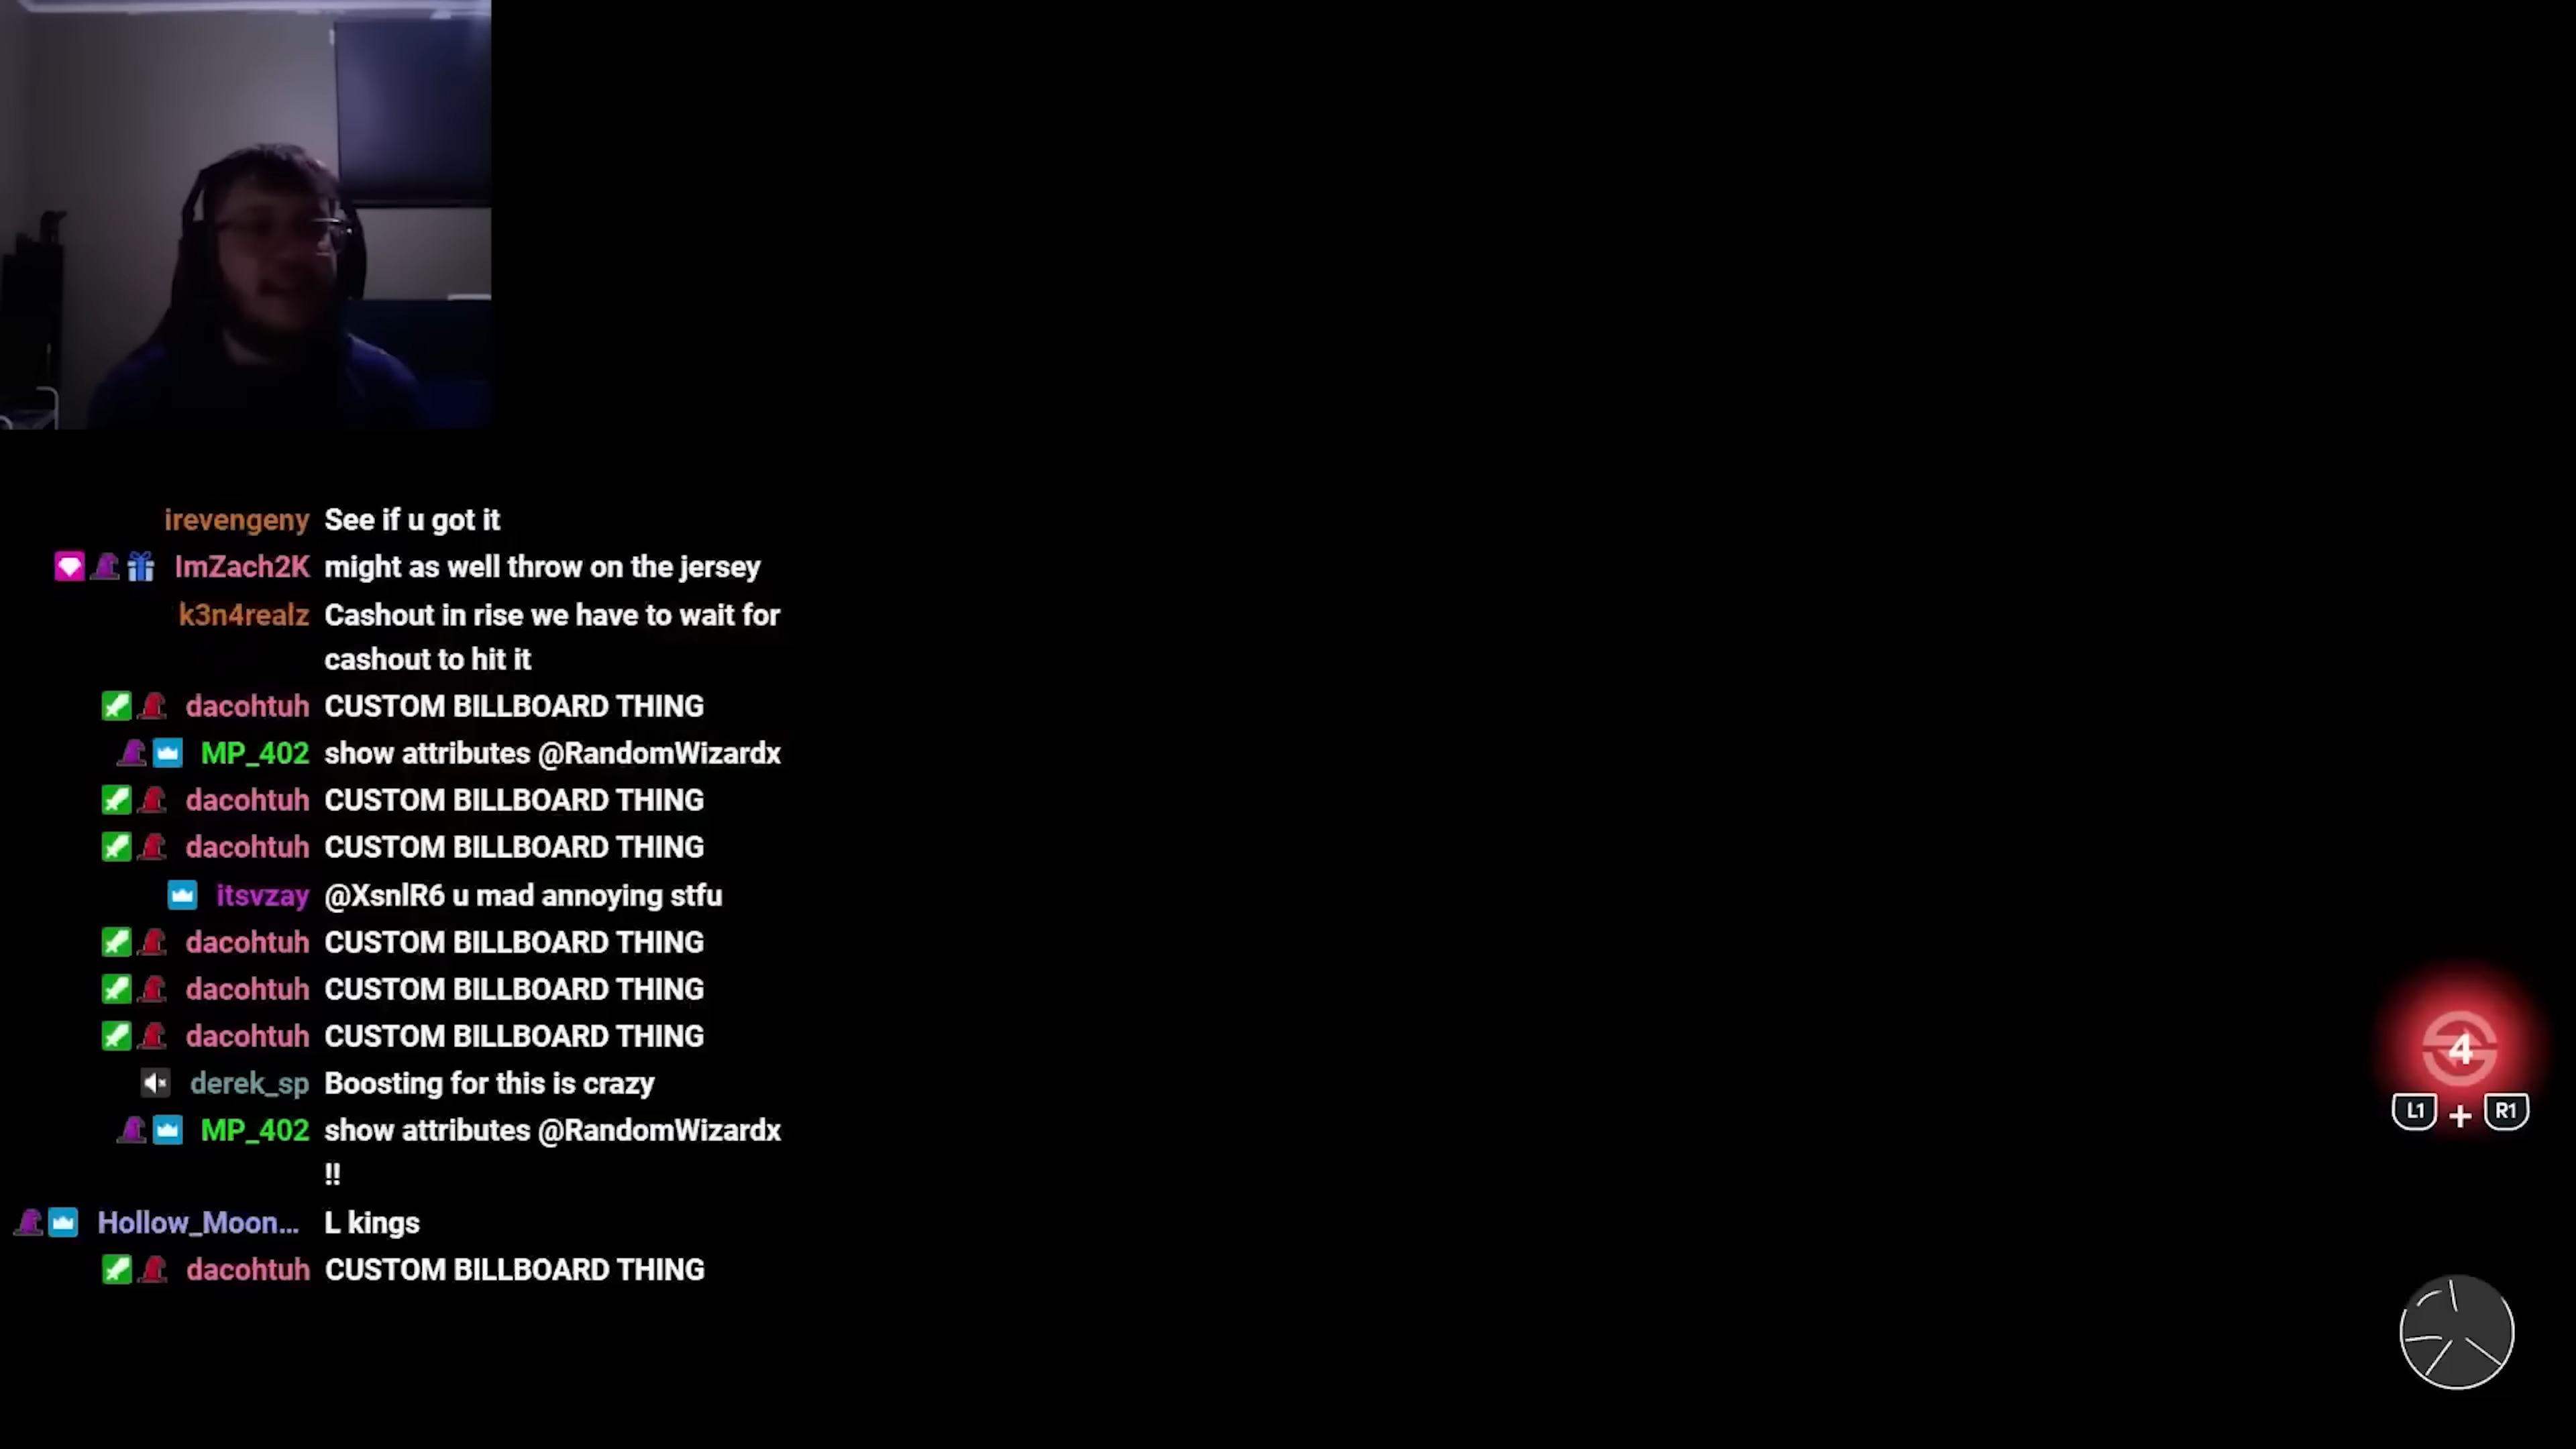 irevengeny See if u got it
ImZach2K might as well throw on the jersey
k3n4realz Cashout in rise we have to wait for
cashout to hit it
dacohtuh CUSTOM BILLBOARD THING
MP_402 show attributes @RandomWizardx
dacohtuh CUSTOM BILLBOARD THING
dacohtuh CUSTOM BILLBOARD THING
itsvzay @XsnlR6 u mad annoying stfu
dacohtuh CUSTOM BILLBOARD THING
dacohtuh CUSTOM BILLBOARD THING
dacohtuh CUSTOM BILLBOARD THING
derek_sp Boosting for this is crazy
MP_402 show attributes @RandomWizardx
!!
Hollow_Moon... L kings
dacohtuh CUSTOM BILLBOARD THING
4
L1 + R1